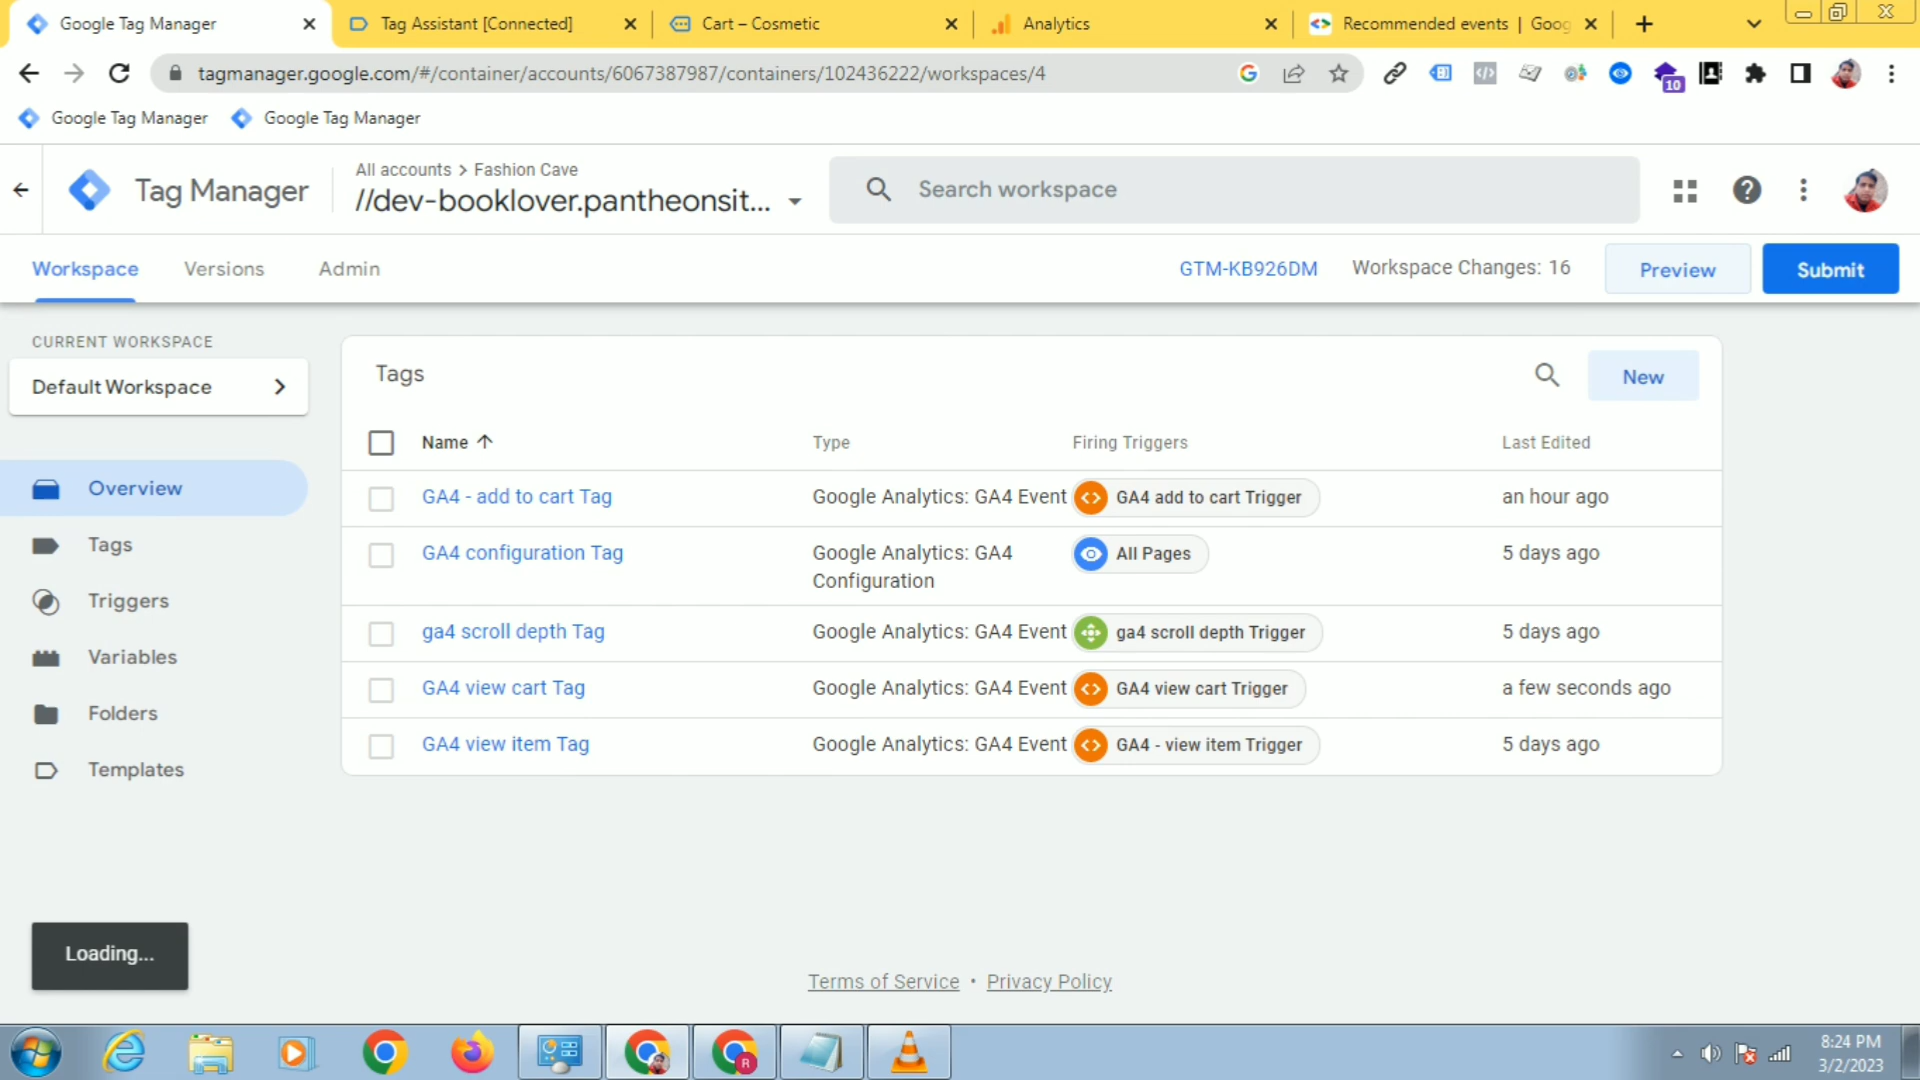 Google Tag Manager
Tag Assistant [Connected]
Cart – Cosmetic
Analytics
Recommended events | Goog
tagmanager.google.com/#/container/accounts/6067387987/containers/102436222/workspaces/4
10
Google Tag Manager
Google Tag Manager
Tag Manager
All accounts > Fashion Cave
//dev-booklover.pantheonsit...
Search workspace
Workspace
Versions
Admin
GTM-KB926DM
Workspace Changes: 16
Preview
Submit
CURRENT WORKSPACE
Default Workspace
Overview
Tags
Triggers
Variables
Folders
Templates
Tags
New
Name
Type
Firing Triggers
Last Edited
GA4 - add to cart Tag
Google Analytics: GA4 Event
GA4 add to cart Trigger
an hour ago
GA4 configuration Tag
Google Analytics: GA4
Configuration
All Pages
5 days ago
ga4 scroll depth Tag
Google Analytics: GA4 Event
ga4 scroll depth Trigger
5 days ago
GA4 view cart Tag
Google Analytics: GA4 Event
GA4 view cart Trigger
a few seconds ago
GA4 view item Tag
Google Analytics: GA4 Event
GA4 - view item Trigger
5 days ago
Loading...
Terms of Service • Privacy Policy
R
8:24 PM
3/2/2023